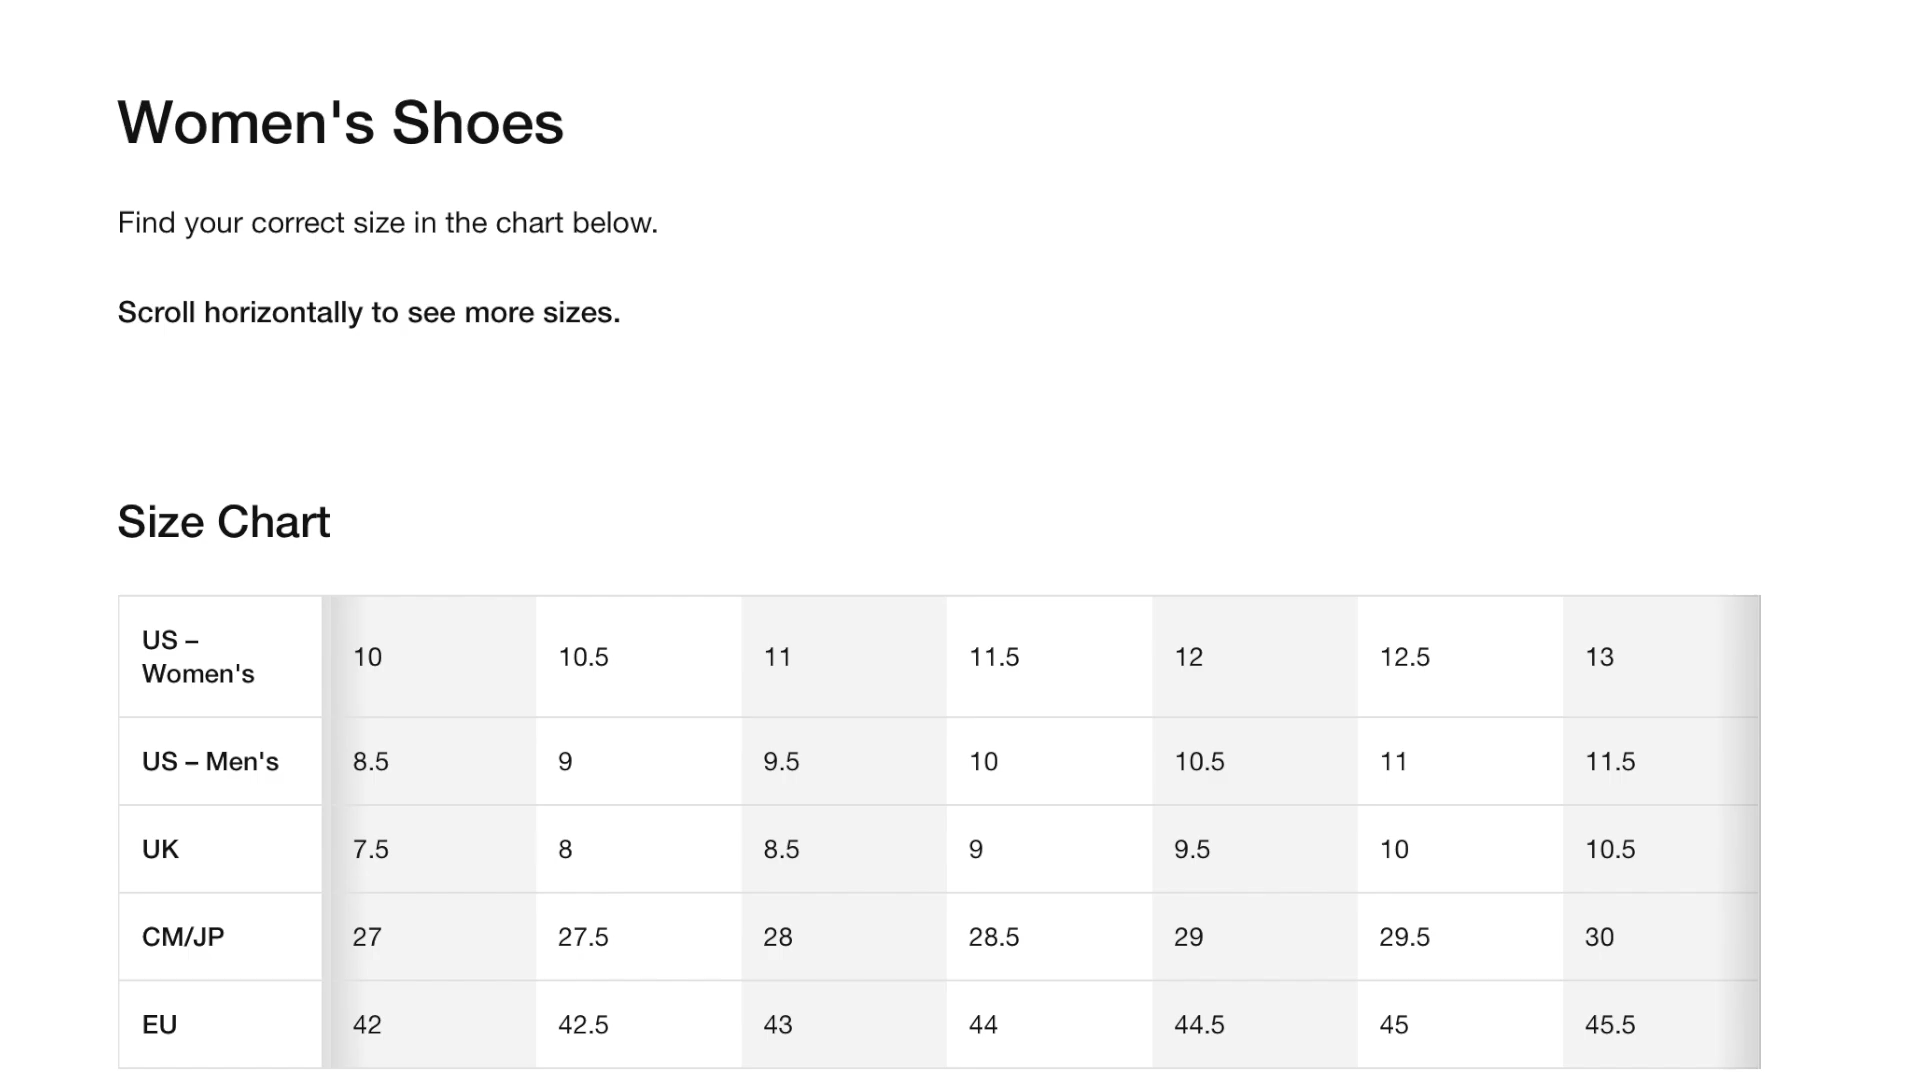 Women's Shoes
Find your correct size in the chart below.
Scroll horizontally to see more sizes.
Size Chart
US –
Women's 10 10.5 11 11.5 12 12.5 13
US – Men's 8.5 9 9.5 10 10.5 11 11.5
UK 7.5 8 8.5 9 9.5 10 10.5
CM/JP 27 27.5 28 28.5 29 29.5 30
EU 42 42.5 43 44 44.5 45 45.5